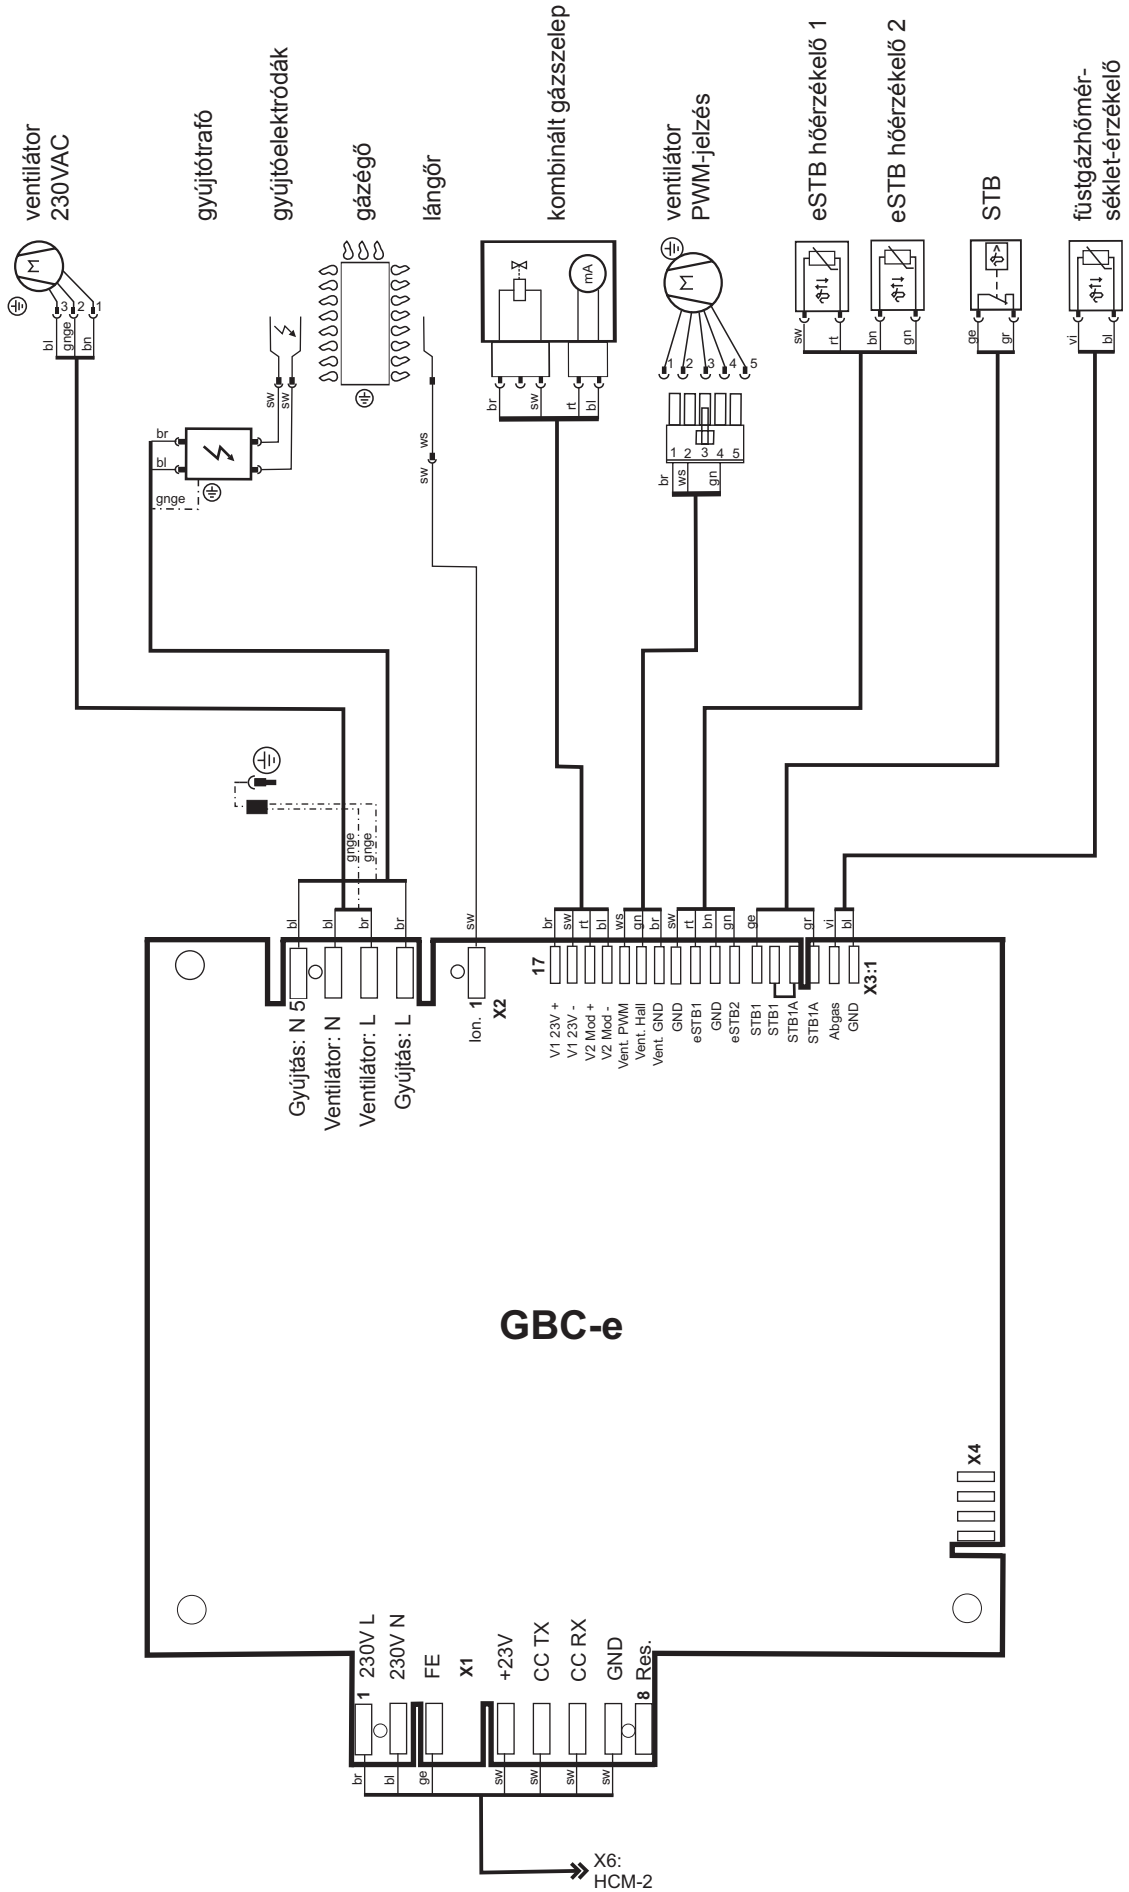 ventilátor
230VAC
gyújtótrafó
gyújtóelektródák
gázégő
lángőr
kombinált gázszelep
ventilátor
PWM-jelzés
eSTB hőérzékelő 1
eSTB hőérzékelő 2
STB
füstgázhőmér-
séklet-érzékelő
M
3 2 1
bl
gnge
bn
br
bl
gnge
sw
sw
ws
sw
mA
br
sw
rt
bl
M
1 2 3 4 5
1 2 3 4 5
br
ws
gn
sw
rt
bn
gn
ge
gr
vi
bl
gnge
gnge
bl
bl
br
br
sw
br
sw
rt
bl
ws
gn
br
sw
rt
bn
gn
ge
gr
vi
bl
Gyújtás: N 5
Ventilátor: N
Ventilátor: L
Gyújtás: L
Ion. 1
X2
17
V1 23V +
V1 23V -
V2 Mod +
V2 Mod -
Vent. PWM
Vent. Hall
Vent. GND
GND
eSTB1
GND
eSTB2
STB1
STB1
STB1A
STB1A
Abgas
GND
X3:1
GBC-e
X4
1 230V L
230V N
FE
X1
+23V
CC TX
CC RX
GND
8 Res.
br
bl
ge
sw
sw
sw
sw
X6:
HCM-2